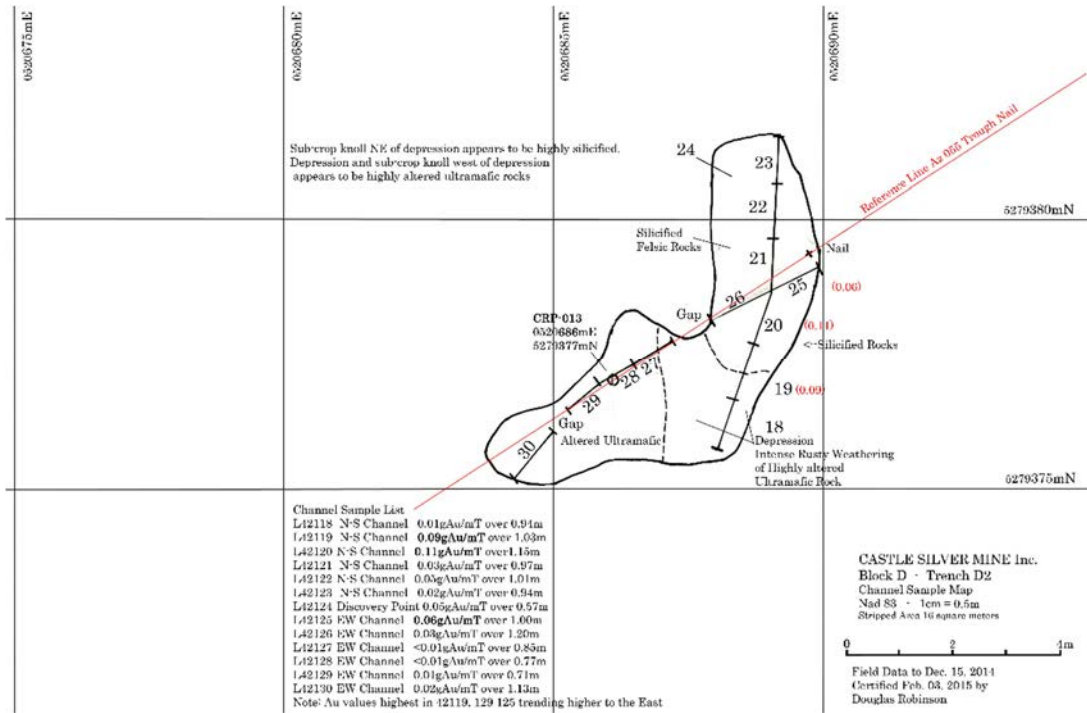 0520675mE
0520680mE
0520685mE
0520690mE
Sub-crop knoll NE of depression appears to be highly silicified.
Depression and sub-crop knoll west of depression
appears to be highly altered ultramafic rocks
24
23
Reference Line Az 055 Trough Nail
22
5279380mN
Silicified
Felsic Rocks
21
Nail
25
(0.06)
26
Gap
CRP-013
0520686mE
5279377mN
20
(0.11)
<--Silicified Rocks
27
28
29
19 (0.09)
18
Gap
Altered Ultramafic
30
Depression
Intense Rusty Weathering
of Highly altered
Ultramafic Rock
5279375mN
Channel Sample List
L42118 N-S Channel 0.01gAu/mT over 0.94m
L42119 N-S Channel 0.09gAu/mT over 1.03m
L42120 N-S Channel 0.11gAu/mT over 1.15m
L42121 N-S Channel 0.03gAu/mT over 0.97m
L42122 N-S Channel 0.05gAu/mT over 1.01m
L42123 N-S Channel 0.02gAu/mT over 0.94m
L42124 Discovery Point 0.05gAu/mT over 0.57m
L42125 EW Channel 0.06gAu/mT over 1.00m
L42126 EW Channel 0.03gAu/mT over 1.20m
L42127 EW Channel <0.01gAu/mT over 0.85m
L42128 EW Channel <0.01gAu/mT over 0.77m
L42129 EW Channel 0.01gAu/mT over 0.71m
L42130 EW Channel 0.02gAu/mT over 1.13m
Note: Au values highest in 42119, 129 125 trending higher to the East
CASTLE SILVER MINE Inc.
Block D - Trench D2
Channel Sample Map
Nad 83 - 1cm = 0.5m
Stripped Area 16 square meters
0 2 4m
Field Data to Dec. 15, 2014
Certified Feb. 03, 2015 by
Douglas Robinson